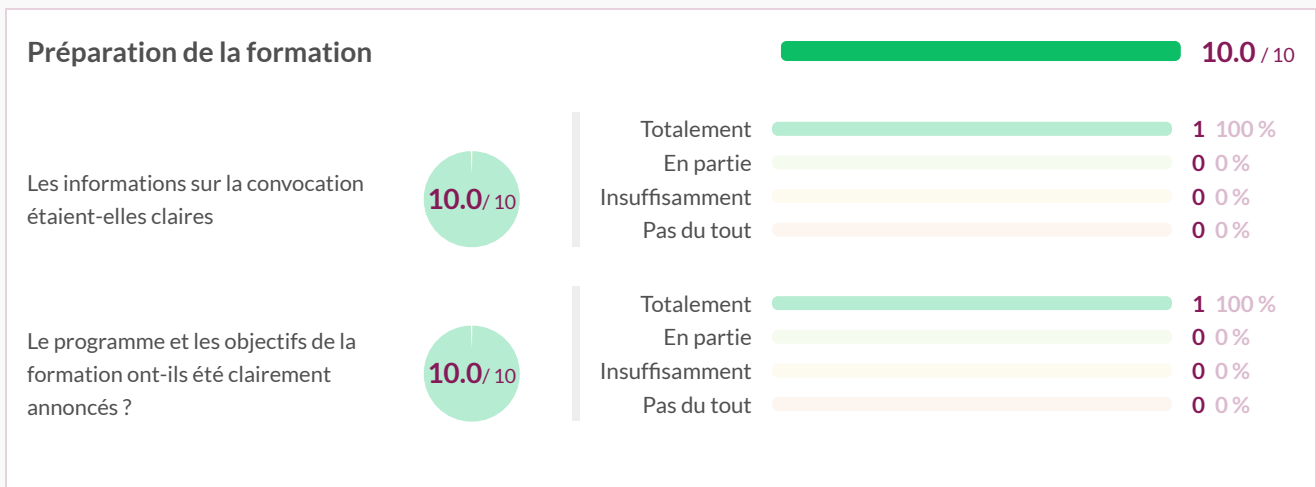 Préparation de la formation 10.0 / 10
Les informations sur la convocation
étaient-elles claires
10.0/ 10
Totalement 1 100 %
En partie 0 0 %
Insuffisamment 0 0 %
Pas du tout 0 0 %
Le programme et les objectifs de la
formation ont-ils été clairement
annoncés ?
10.0/ 10
Totalement 1 100 %
En partie 0 0 %
Insuffisamment 0 0 %
Pas du tout 0 0 %